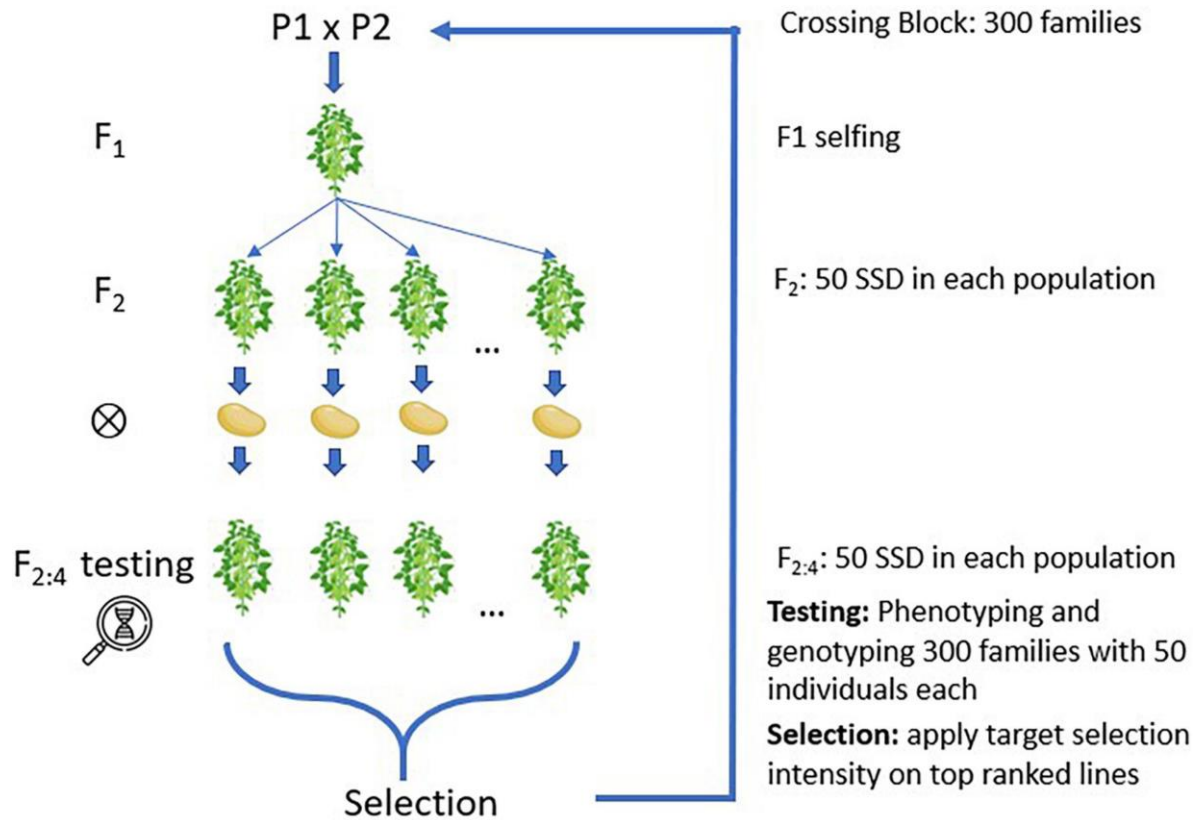 P1 x P2
Crossing Block: 300 families
F₁
F1 selfing
F₂
F₂: 50 SSD in each population
...
F₂:₄ testing
F₂:₄: 50 SSD in each population
Testing: Phenotyping and
genotyping 300 families with 50
individuals each
...
Selection: apply target selection
intensity on top ranked lines
Selection